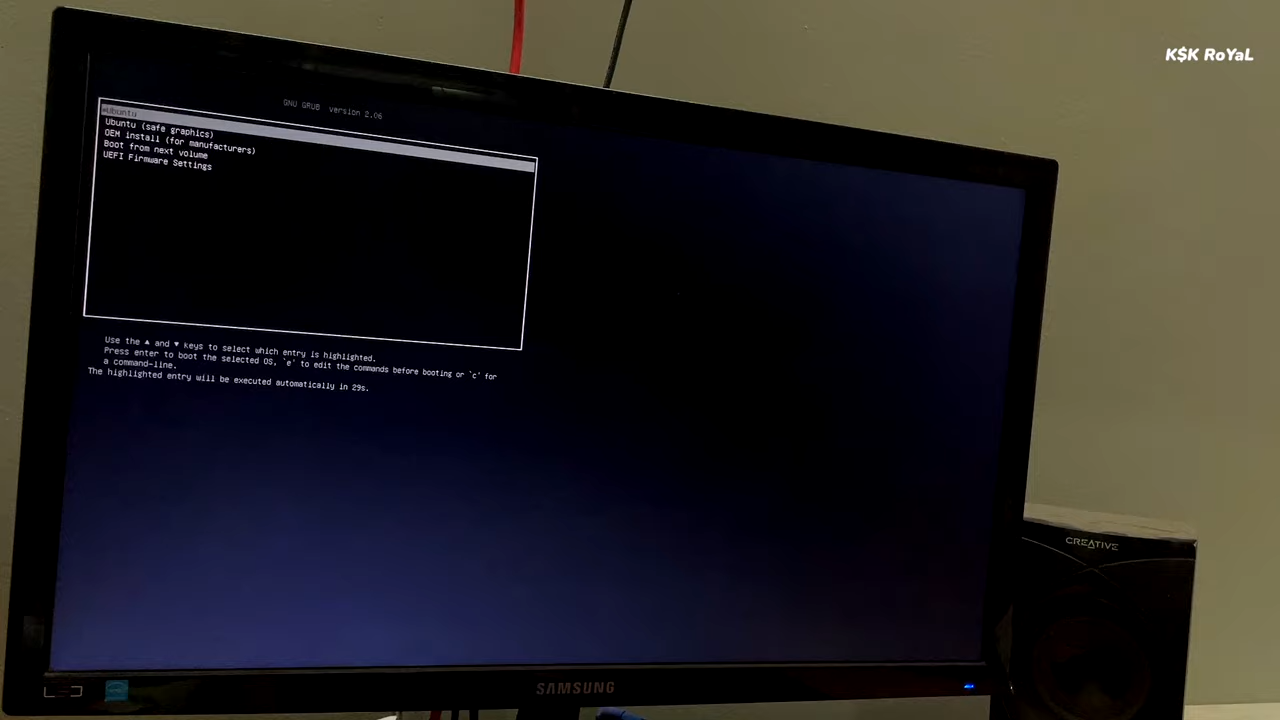 K$K RoYaL
GNU GRUB version 2.06
*Ubuntu
Ubuntu (safe graphics)
OEM install (for manufacturers)
Boot from next volume
UEFI Firmware Settings
Use the ▲ and ▼ keys to select which entry is highlighted.
Press enter to boot the selected OS, `e' to edit the commands before booting or `c' for
a command-line.
The highlighted entry will be executed automatically in 29s.
CREATIVE
SAMSUNG